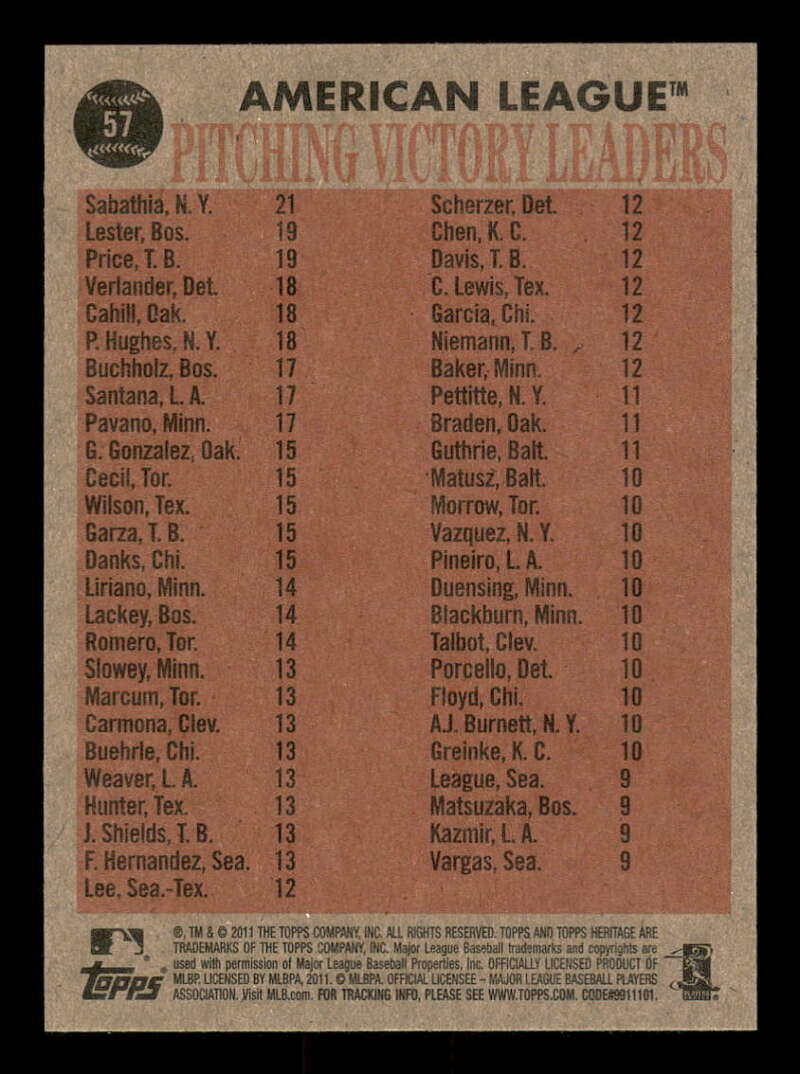 57
AMERICAN LEAGUE™
PITCHING VICTORY LEADERS
Sabathia, N. Y. 21
Lester, Bos. 19
Price, T. B. 19
Verlander, Det. 18
Cahill, Oak. 18
P. Hughes, N. Y. 18
Buchholz, Bos. 17
Santana, L. A. 17
Pavano, Minn. 17
G. Gonzalez, Oak. 15
Cecil, Tor. 15
Wilson, Tex. 15
Garza, T. B. 15
Danks, Chi. 15
Liriano, Minn. 14
Lackey, Bos. 14
Romero, Tor. 14
Slowey, Minn. 13
Marcum, Tor. 13
Carmona, Clev. 13
Buehrle, Chi. 13
Weaver, L. A. 13
Hunter, Tex. 13
J. Shields, T. B. 13
F. Hernandez, Sea. 13
Lee, Sea.-Tex. 12
Scherzer, Det. 12
Chen, K. C. 12
Davis, T. B. 12
C. Lewis, Tex. 12
Garcia, Chi. 12
Niemann, T. B. 12
Baker, Minn. 12
Pettitte, N. Y. 11
Braden, Oak. 11
Guthrie, Balt. 11
Matusz, Balt. 10
Morrow, Tor. 10
Vazquez, N. Y. 10
Pineiro, L. A. 10
Duensing, Minn. 10
Blackburn, Minn. 10
Talbot, Clev. 10
Porcello, Det. 10
Floyd, Chi. 10
A.J. Burnett, N. Y. 10
Greinke, K. C. 10
League, Sea. 9
Matsuzaka, Bos. 9
Kazmir, L. A. 9
Vargas, Sea. 9
®, TM & © 2011 THE TOPPS COMPANY, INC. ALL RIGHTS RESERVED. TOPPS AND TOPPS HERITAGE ARE
TRADEMARKS OF THE TOPPS COMPANY, INC. Major League Baseball trademarks and copyrights are
used with permission of Major League Baseball Properties, Inc. OFFICIALLY LICENSED PRODUCT OF
MLBP. LICENSED BY MLBPA, 2011. © MLBPA. OFFICIAL LICENSEE – MAJOR LEAGUE BASEBALL PLAYERS
ASSOCIATION. Visit MLB.com. FOR TRACKING INFO, PLEASE SEE WWW.TOPPS.COM. CODE#9911101.
Topps